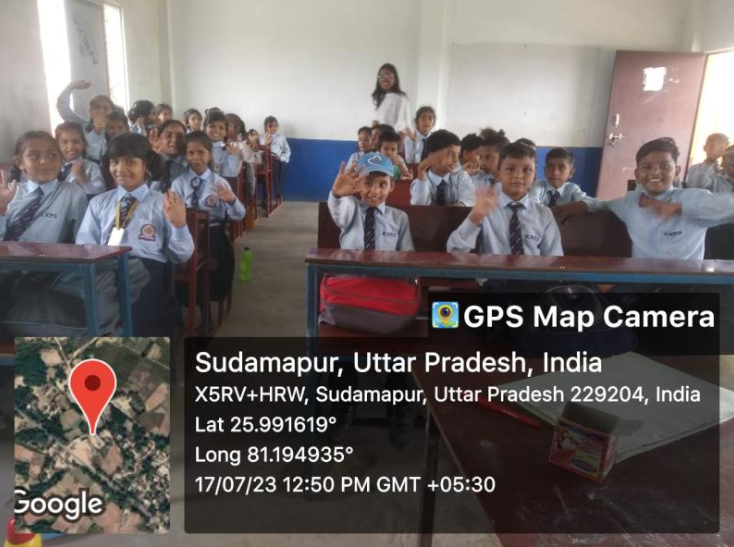 K.V.P.S
K.V.P.S
K.V.P.S
GPS Map Camera
Sudamapur, Uttar Pradesh, India
X5RV+HRW, Sudamapur, Uttar Pradesh 229204, India
Lat 25.991619°
Long 81.194935°
17/07/23 12:50 PM GMT +05:30
Google